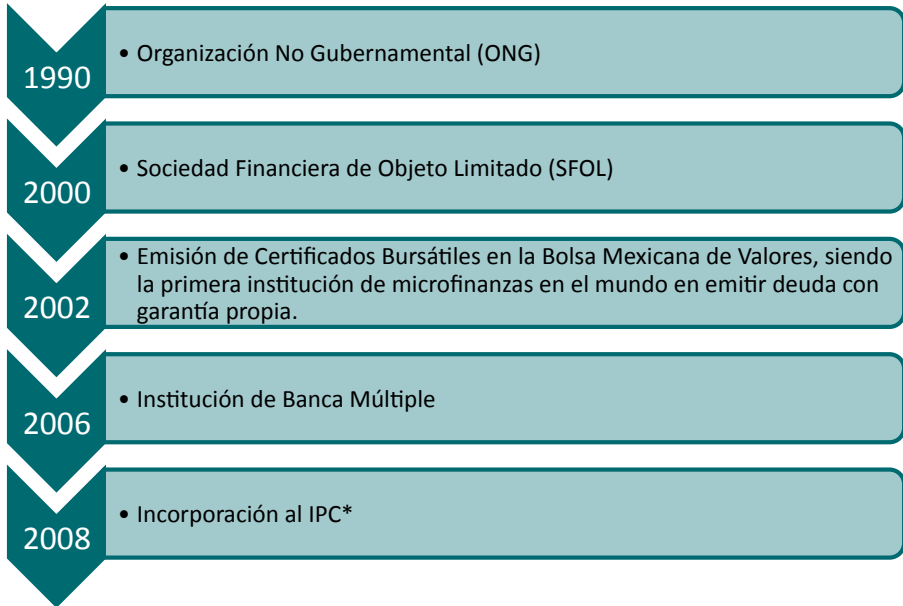 1990
• Organización No Gubernamental (ONG)
2000
• Sociedad Financiera de Objeto Limitado (SFOL)
2002
• Emisión de Certificados Bursátiles en la Bolsa Mexicana de Valores, siendo
la primera institución de microfinanzas en el mundo en emitir deuda con
garantía propia.
2006
• Institución de Banca Múltiple
2008
• Incorporación al IPC*